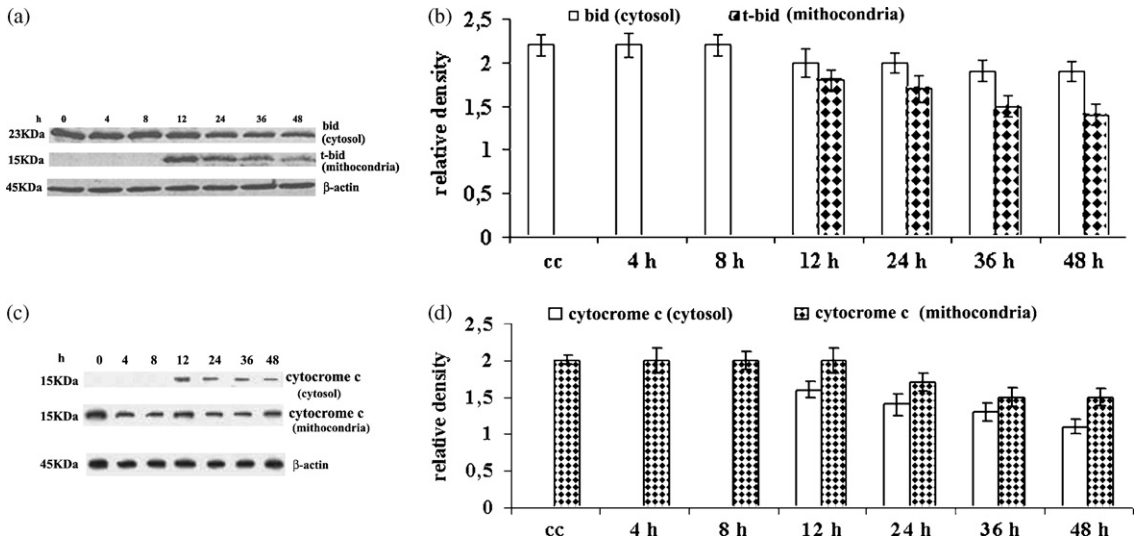 (a)
h 0 4 8 12 24 36 48
23KDa bid
(cytosol)
15KDa t-bid
(mithocondria)
45KDa β-actin
(b)
bid (cytosol) t-bid (mithocondria)
relative density
2,5
2
1,5
1
0,5
0
cc 4 h 8 h 12 h 24 h 36 h 48 h
(c)
h 0 4 8 12 24 36 48
15KDa cytocrome c
(cytosol)
15KDa cytocrome c
(mithocondria)
45KDa β-actin
(d)
cytocrome c (cytosol) cytocrome c (mithocondria)
relative density
2,5
2
1,5
1
0,5
0
cc 4 h 8 h 12 h 24 h 36 h 48 h